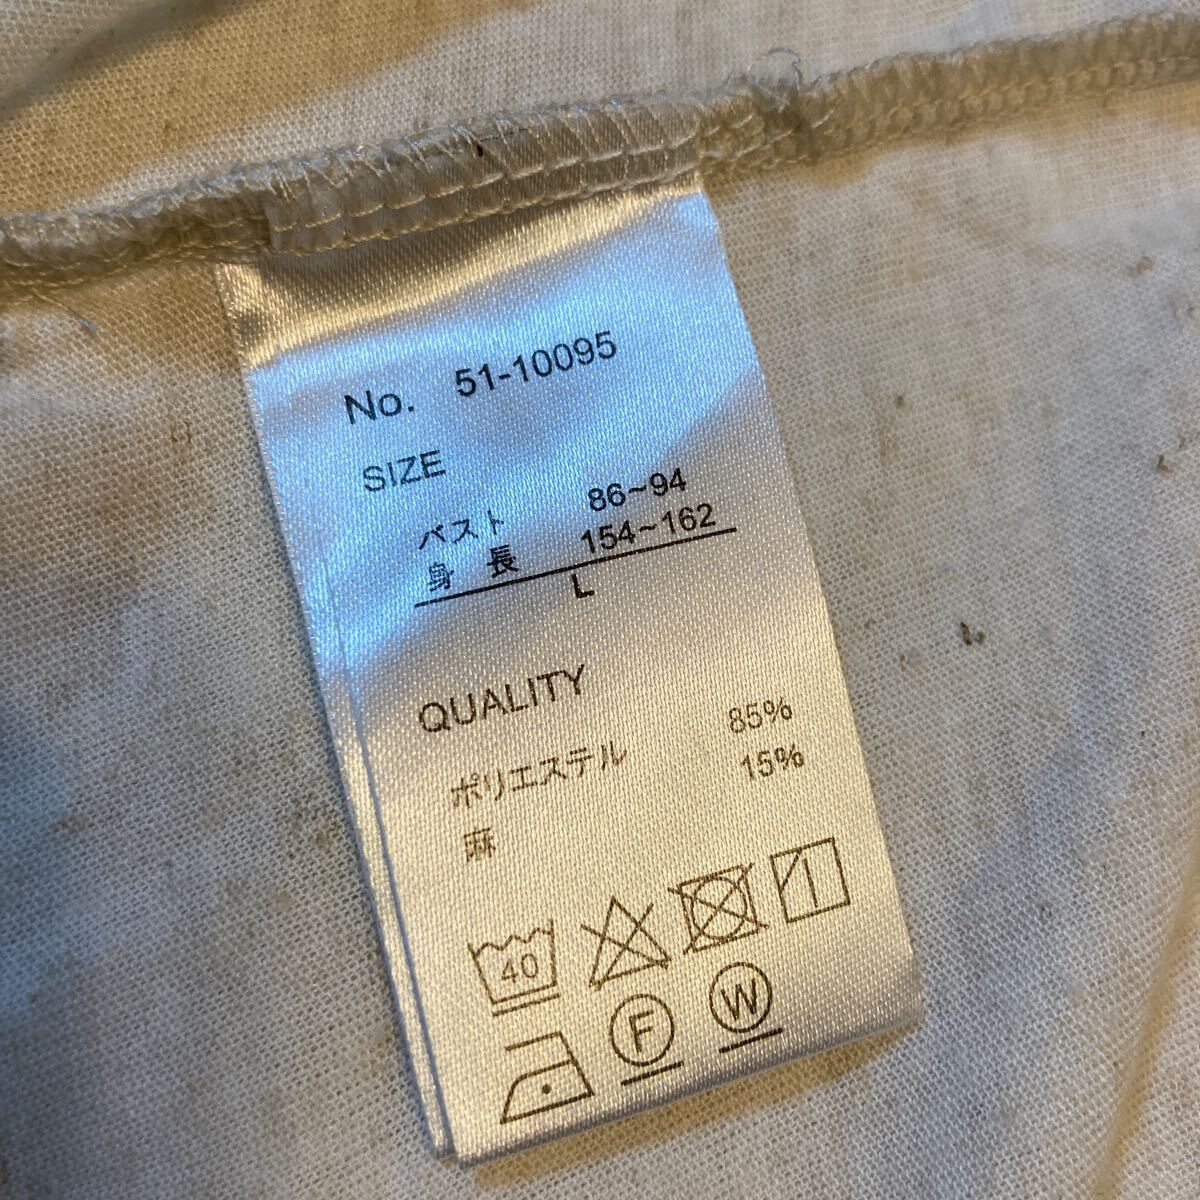 No. 51-10095
SIZE
バスト 86~94
身長 154~162
L
QUALITY
ポリエステル 85%
麻 15%
40
F W